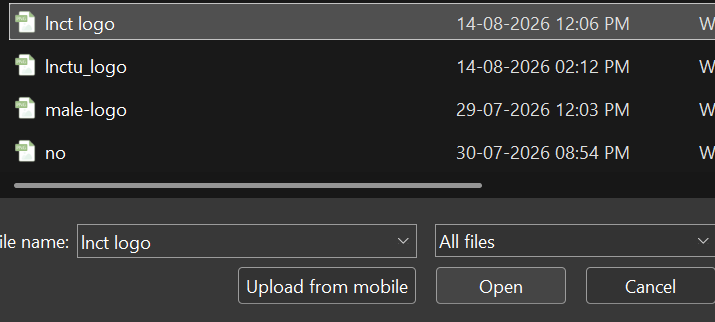 lnct logo 14-08-2026 12:06 PM W
lnctu_logo 14-08-2026 02:12 PM W
male-logo 29-07-2026 12:03 PM W
no 30-07-2026 08:54 PM W
ile name: lnct logo All files
Upload from mobile Open Cancel